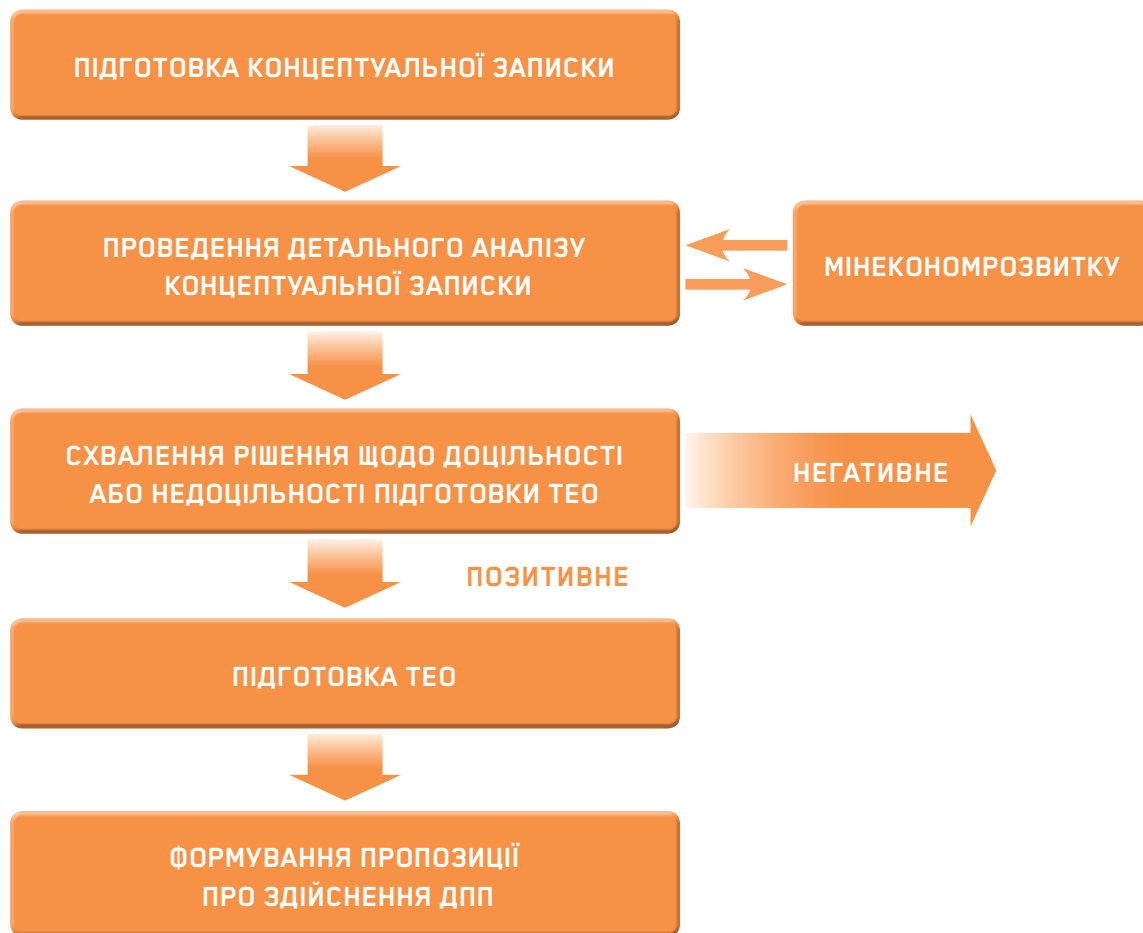 ПІДГОТОВКА КОНЦЕПТУАЛЬНОЇ ЗАПИСКИ
ПРОВЕДЕННЯ ДЕТАЛЬНОГО АНАЛІЗУ
КОНЦЕПТУАЛЬНОЇ ЗАПИСКИ
МІНЕКОНОМРОЗВИТКУ
СХВАЛЕННЯ РІШЕННЯ ЩОДО ДОЦІЛЬНОСТІ
АБО НЕДОЦІЛЬНОСТІ ПІДГОТОВКИ ТЕО
НЕГАТИВНЕ
ПОЗИТИВНЕ
ПІДГОТОВКА ТЕО
ФОРМУВАННЯ ПРОПОЗИЦІЇ
ПРО ЗДІЙСНЕННЯ ДПП